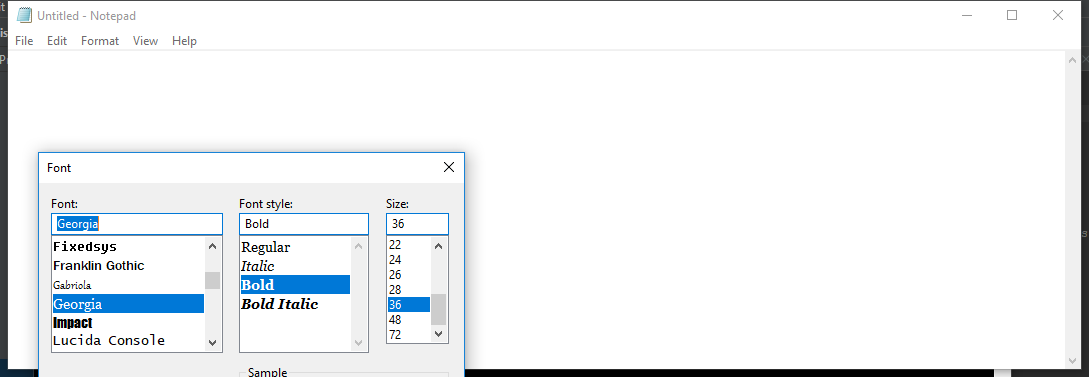 Untitled - Notepad
File Edit Format View Help
Font
Font: Font style: Size:
Georgia Bold 36
Fixedsys
Franklin Gothic
Gabriola
Georgia
Impact
Lucida Console
Regular
Italic
Bold
Bold Italic
22
24
26
28
36
48
72
Sample